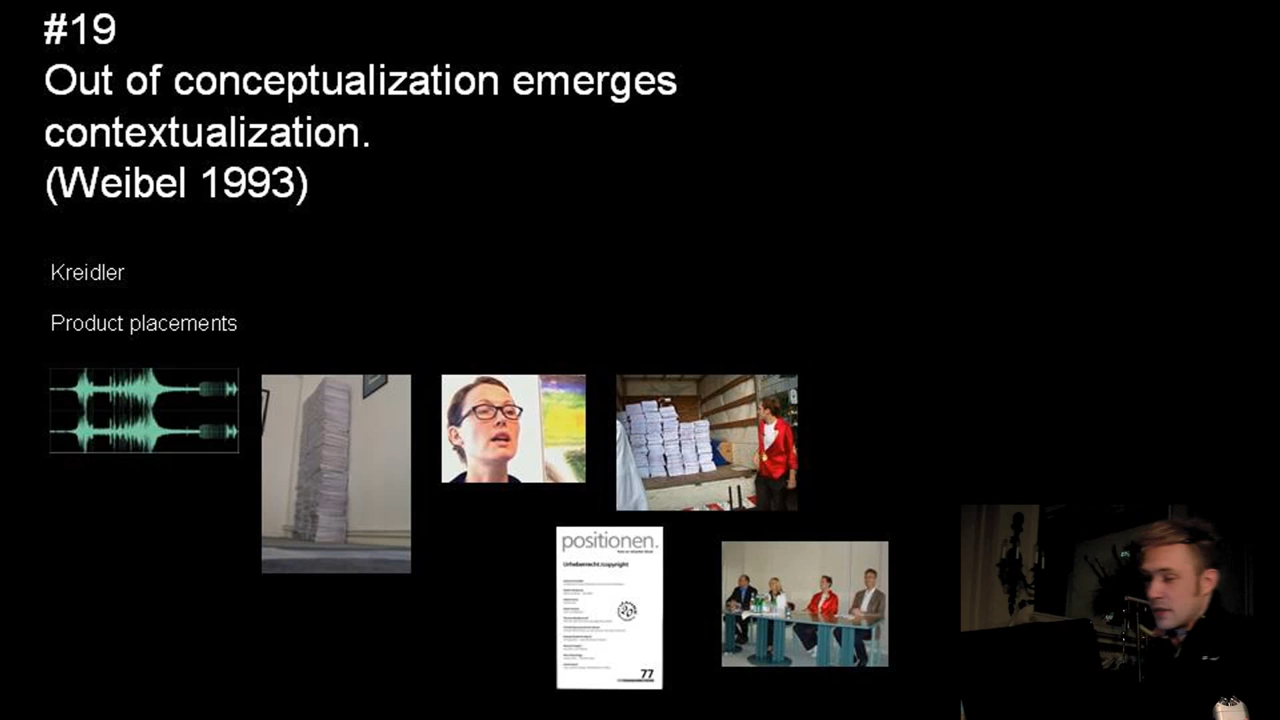 #19
Out of conceptualization emerges
contextualization.
(Weibel 1993)
Kreidler
Product placements
positionen.
Urheberrecht/copyright
77